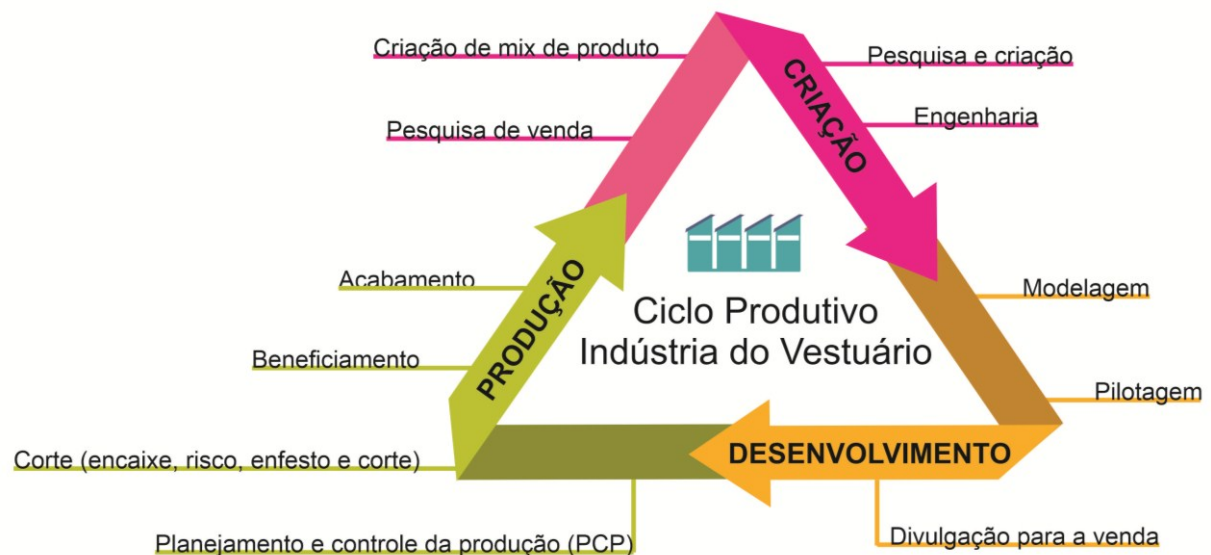 Criação de mix de produto
Pesquisa de venda
CRIAÇÃO
Pesquisa e criação
Engenharia
Acabamento
Beneficiamento
PRODUÇÃO
Ciclo Produtivo
Indústria do Vestuário
Modelagem
Pilotagem
Corte (encaixe, risco, enfesto e corte)
DESENVOLVIMENTO
Planejamento e controle da produção (PCP)
Divulgação para a venda